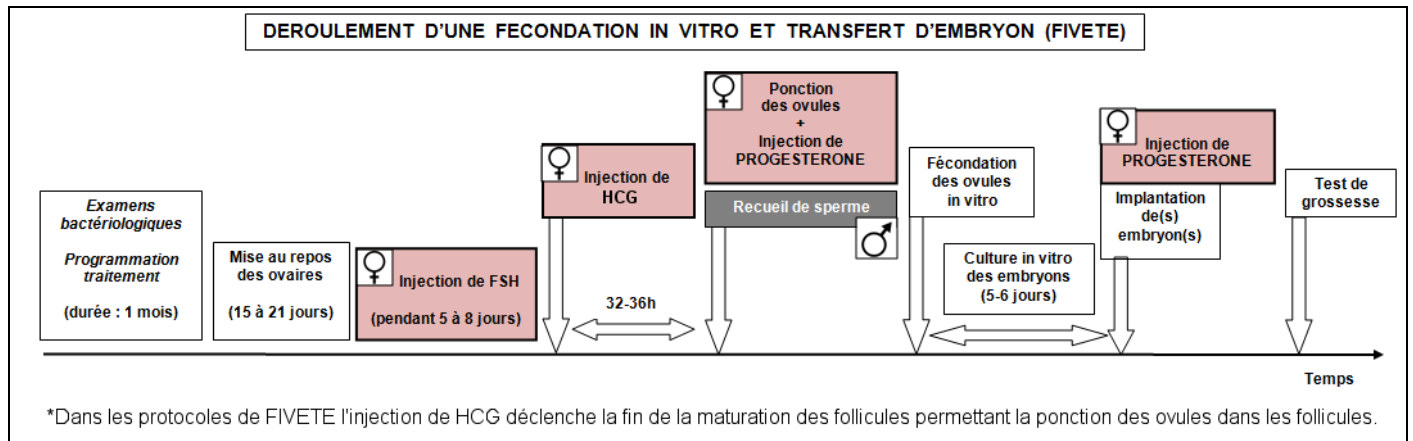 DEROULEMENT D'UNE FECONDATION IN VITRO ET TRANSFERT D'EMBRYON (FIVETE)
Examens
bactériologiques
Programmation
traitement
(durée : 1 mois)
Mise au repos
des ovaires
(15 à 21 jours)
Injection de FSH
(pendant 5 à 8 jours)
Injection de
HCG
32-36h
Ponction
des ovules
+
Injection de
PROGESTERONE
Recueil de sperme
Fécondation
des ovules
in vitro
Culture in vitro
des embryons
(5-6 jours)
Injection de
PROGESTERONE
Implantation
de(s)
embryon(s)
Test de
grossesse
Temps
*Dans les protocoles de FIVETE l'injection de HCG déclenche la fin de la maturation des follicules permettant la ponction des ovules dans les follicules.